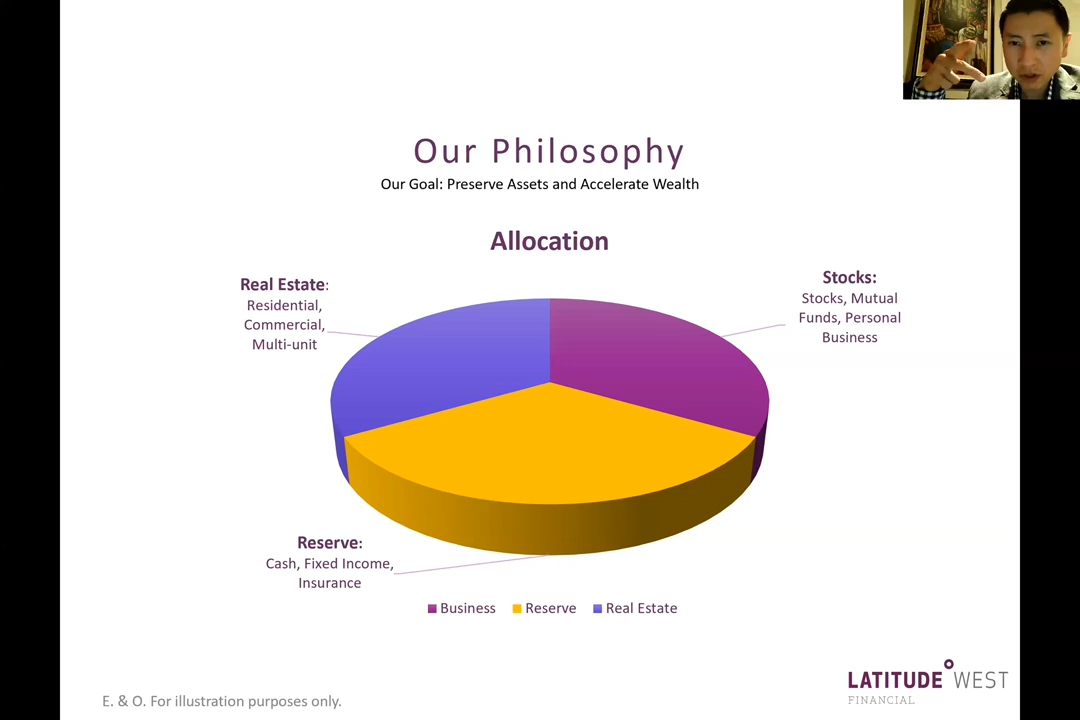 Our Philosophy
Our Goal: Preserve Assets and Accelerate Wealth
Allocation
Real Estate:
Residential,
Commercial,
Multi-unit
Stocks:
Stocks, Mutual
Funds, Personal
Business
Reserve:
Cash, Fixed Income,
Insurance
Business Reserve Real Estate
E. & O. For illustration purposes only.
LATITUDE WEST
FINANCIAL